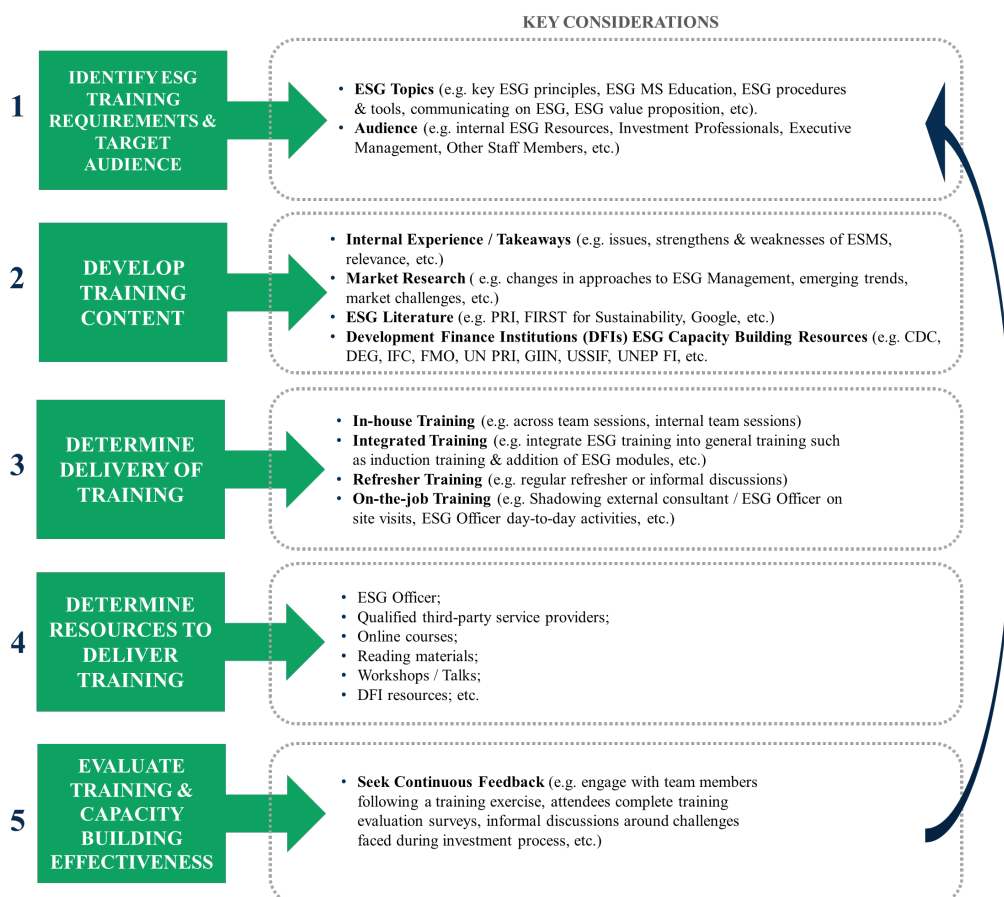 KEY CONSIDERATIONS
1
IDENTIFY ESG
TRAINING
REQUIREMENTS &
TARGET
AUDIENCE
• ESG Topics (e.g. key ESG principles, ESG MS Education, ESG procedures
& tools, communicating on ESG, ESG value proposition, etc).
• Audience (e.g. internal ESG Resources, Investment Professionals, Executive
Management, Other Staff Members, etc.)
2
DEVELOP
TRAINING
CONTENT
• Internal Experience / Takeaways (e.g. issues, strengthens & weaknesses of ESMS,
relevance, etc.)
• Market Research ( e.g. changes in approaches to ESG Management, emerging trends,
market challenges, etc.)
• ESG Literature (e.g. PRI, FIRST for Sustainability, Google, etc.)
• Development Finance Institutions (DFIs) ESG Capacity Building Resources (e.g. CDC,
DEG, IFC, FMO, UN PRI, GIIN, USSIF, UNEP FI, etc.
3
DETERMINE
DELIVERY OF
TRAINING
• In-house Training (e.g. across team sessions, internal team sessions)
• Integrated Training (e.g. integrate ESG training into general training such
as induction training & addition of ESG modules, etc.)
• Refresher Training (e.g. regular refresher or informal discussions)
• On-the-job Training (e.g. Shadowing external consultant / ESG Officer on
site visits, ESG Officer day-to-day activities, etc.)
4
DETERMINE
RESOURCES TO
DELIVER
TRAINING
• ESG Officer;
• Qualified third-party service providers;
• Online courses;
• Reading materials;
• Workshops / Talks;
• DFI resources; etc.
5
EVALUATE
TRAINING &
CAPACITY
BUILDING
EFFECTIVENESS
• Seek Continuous Feedback (e.g. engage with team members
following a training exercise, attendees complete training
evaluation surveys, informal discussions around challenges
faced during investment process, etc.)